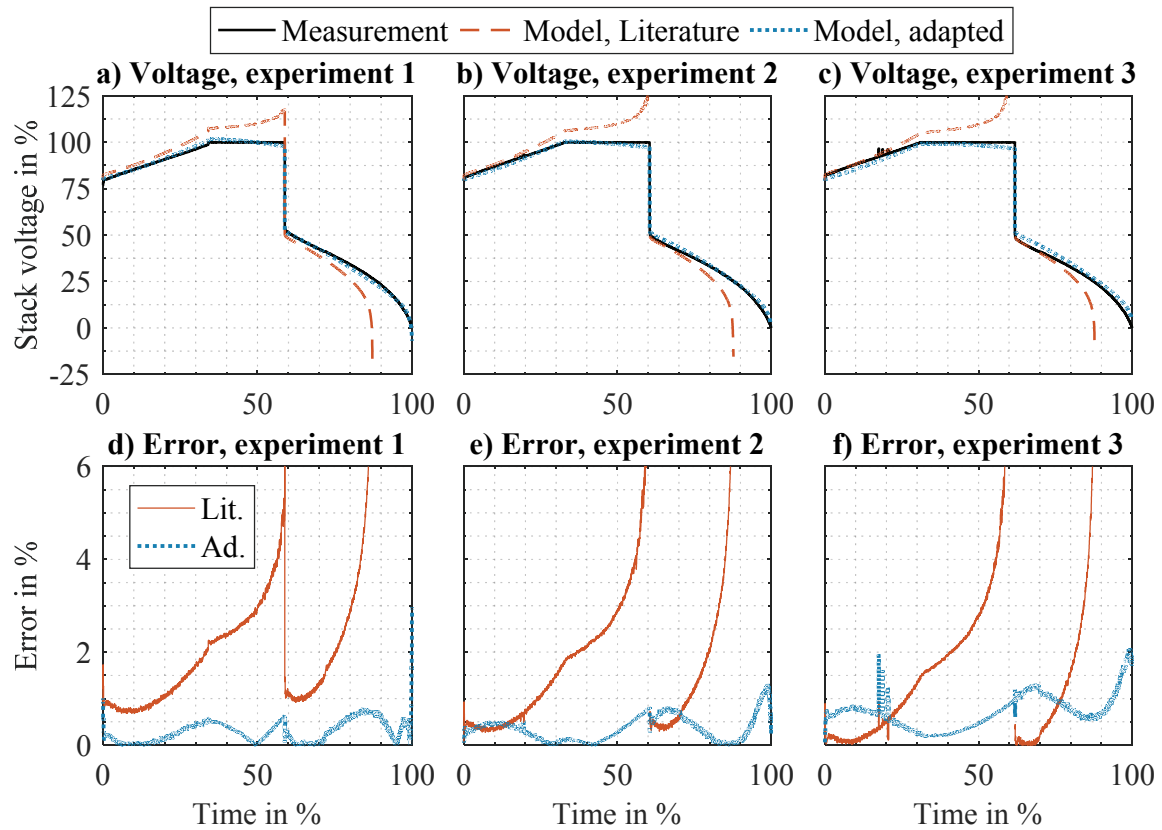 Measurement Model, Literature Model, adapted
a) Voltage, experiment 1 b) Voltage, experiment 2 c) Voltage, experiment 3
Stack voltage in %
125
100
75
50
25
0
-25
0 50 100 0 50 100 0 50 100
d) Error, experiment 1 e) Error, experiment 2 f) Error, experiment 3
Error in %
6
4
2
0
Lit.
Ad.
0 50 100 0 50 100 0 50 100
Time in % Time in % Time in %